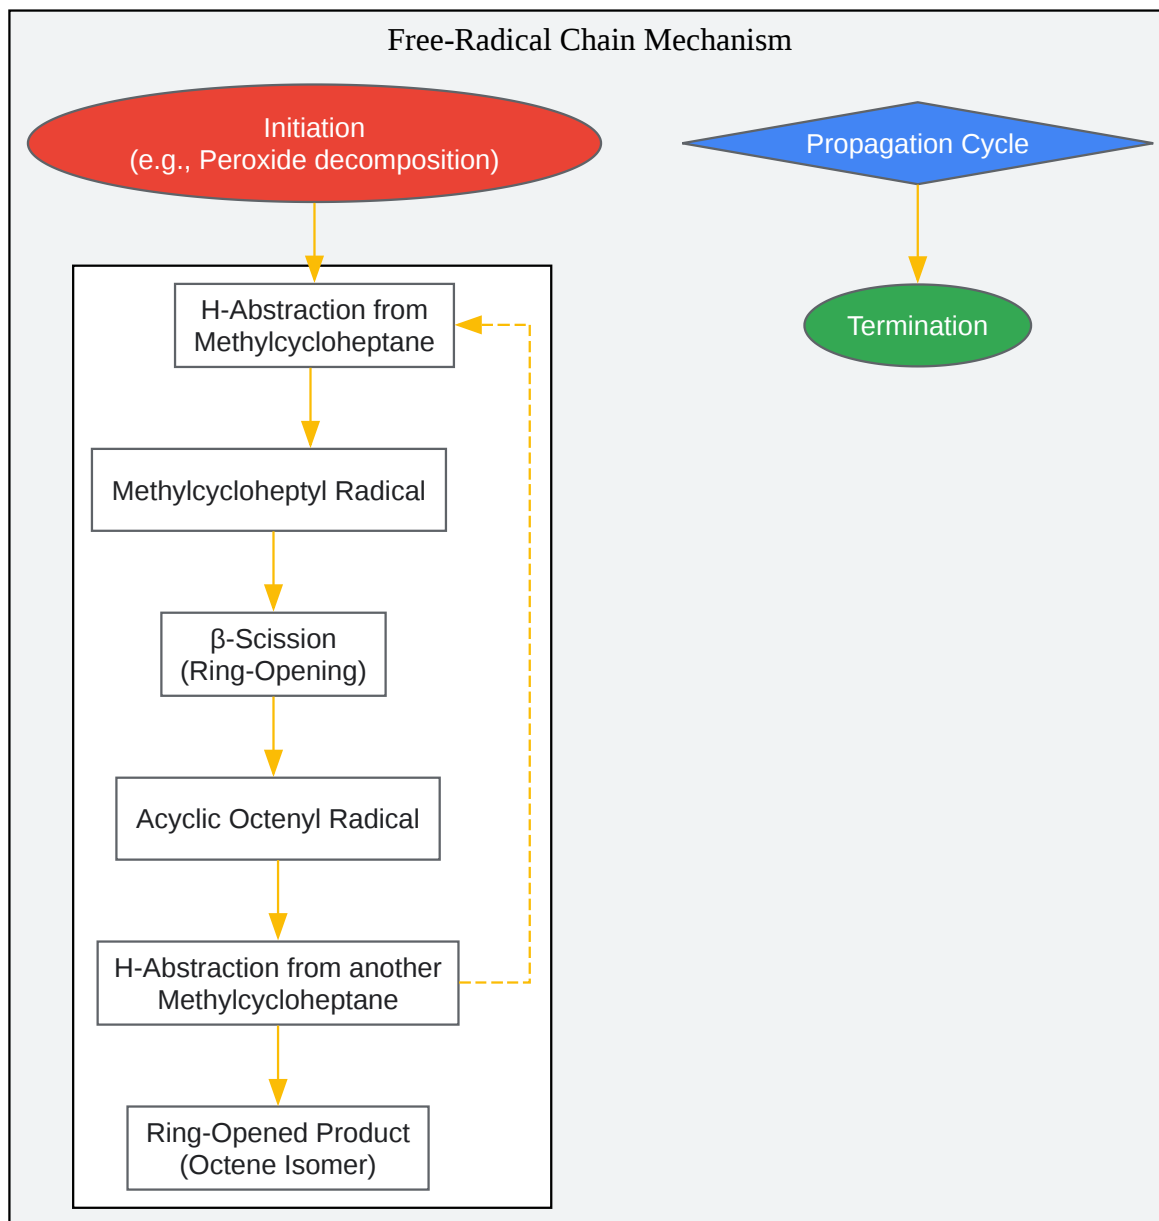 Free-Radical Chain Mechanism
Initiation
(e.g., Peroxide decomposition)
Propagation Cycle
H-Abstraction from
Methylcycloheptane
Termination
Methylcycloheptyl Radical
β-Scission
(Ring-Opening)
Acyclic Octenyl Radical
H-Abstraction from another
Methylcycloheptane
Ring-Opened Product
(Octene Isomer)